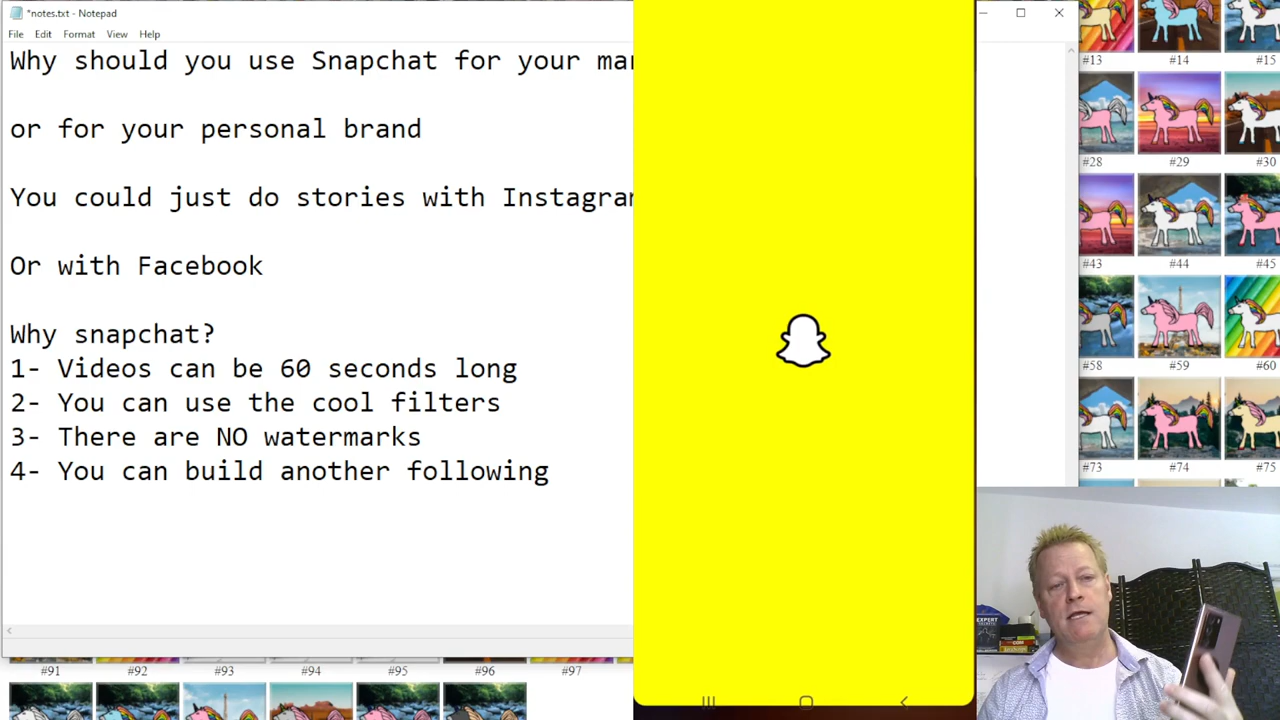 *notes.txt - Notepad
File Edit Format View Help
Why should you use Snapchat for your
or for your personal brand
You could just do stories with Instagram
Or with Facebook
Why snapchat?
1- Videos can be 60 seconds long
2- You can use the cool filters
3- There are NO watermarks
4- You can build another following
#13 #14 #15
#28 #29 #30
#43 #44 #45
#58 #59 #60
#73 #74 #75
#91 #92 #93 #94 #95 #96 #97
EXPERT
SECRETS